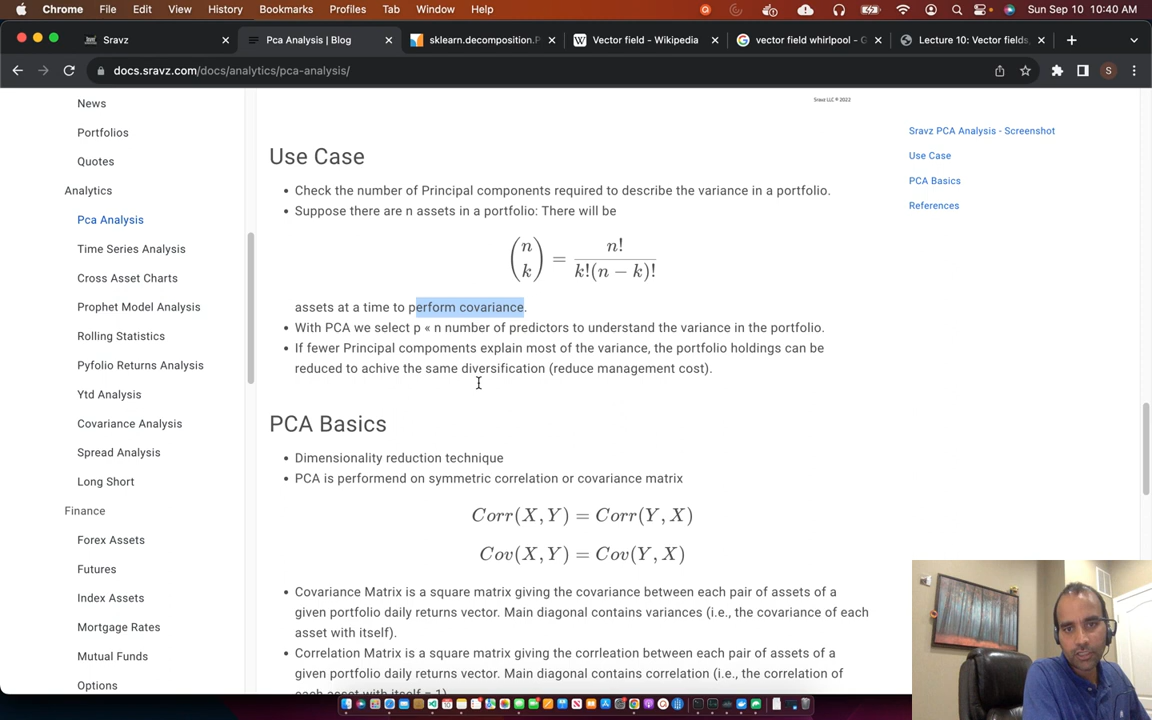 Chrome File Edit View History Bookmarks Profiles Tab Window Help Sun Sep 10 10:40 AM
Sravz Pca Analysis | Blog sklearn.decomposition.P Vector field - Wikipedia vector field whirlpool - G Lecture 10: Vector fields,
docs.sravz.com/docs/analytics/pca-analysis/ S
News
Portfolios
Quotes
Analytics
Pca Analysis
Time Series Analysis
Cross Asset Charts
Prophet Model Analysis
Rolling Statistics
Pyfolio Returns Analysis
Ytd Analysis
Covariance Analysis
Spread Analysis
Long Short
Finance
Forex Assets
Futures
Index Assets
Mortgage Rates
Mutual Funds
Options
Sravz LLC © 2022
Use Case
• Check the number of Principal components required to describe the variance in a portfolio.
• Suppose there are n assets in a portfolio: There will be
(n k) = n! / k!(n − k)!
assets at a time to perform covariance.
• With PCA we select p « n number of predictors to understand the variance in the portfolio.
• If fewer Principal compoments explain most of the variance, the portfolio holdings can be
reduced to achive the same diversification (reduce management cost).
PCA Basics
• Dimensionality reduction technique
• PCA is performend on symmetric correlation or covariance matrix
Corr(X, Y) = Corr(Y, X)
Cov(X, Y) = Cov(Y, X)
• Covariance Matrix is a square matrix giving the covariance between each pair of assets of a
given portfolio daily returns vector. Main diagonal contains variances (i.e., the covariance of each
asset with itself).
• Correlation Matrix is a square matrix giving the corrleation between each pair of assets of a
given portfolio daily returns vector. Main diagonal contains correlation (i.e., the correlation of
each asset with itself = 1)
Sravz PCA Analysis - Screenshot
Use Case
PCA Basics
References